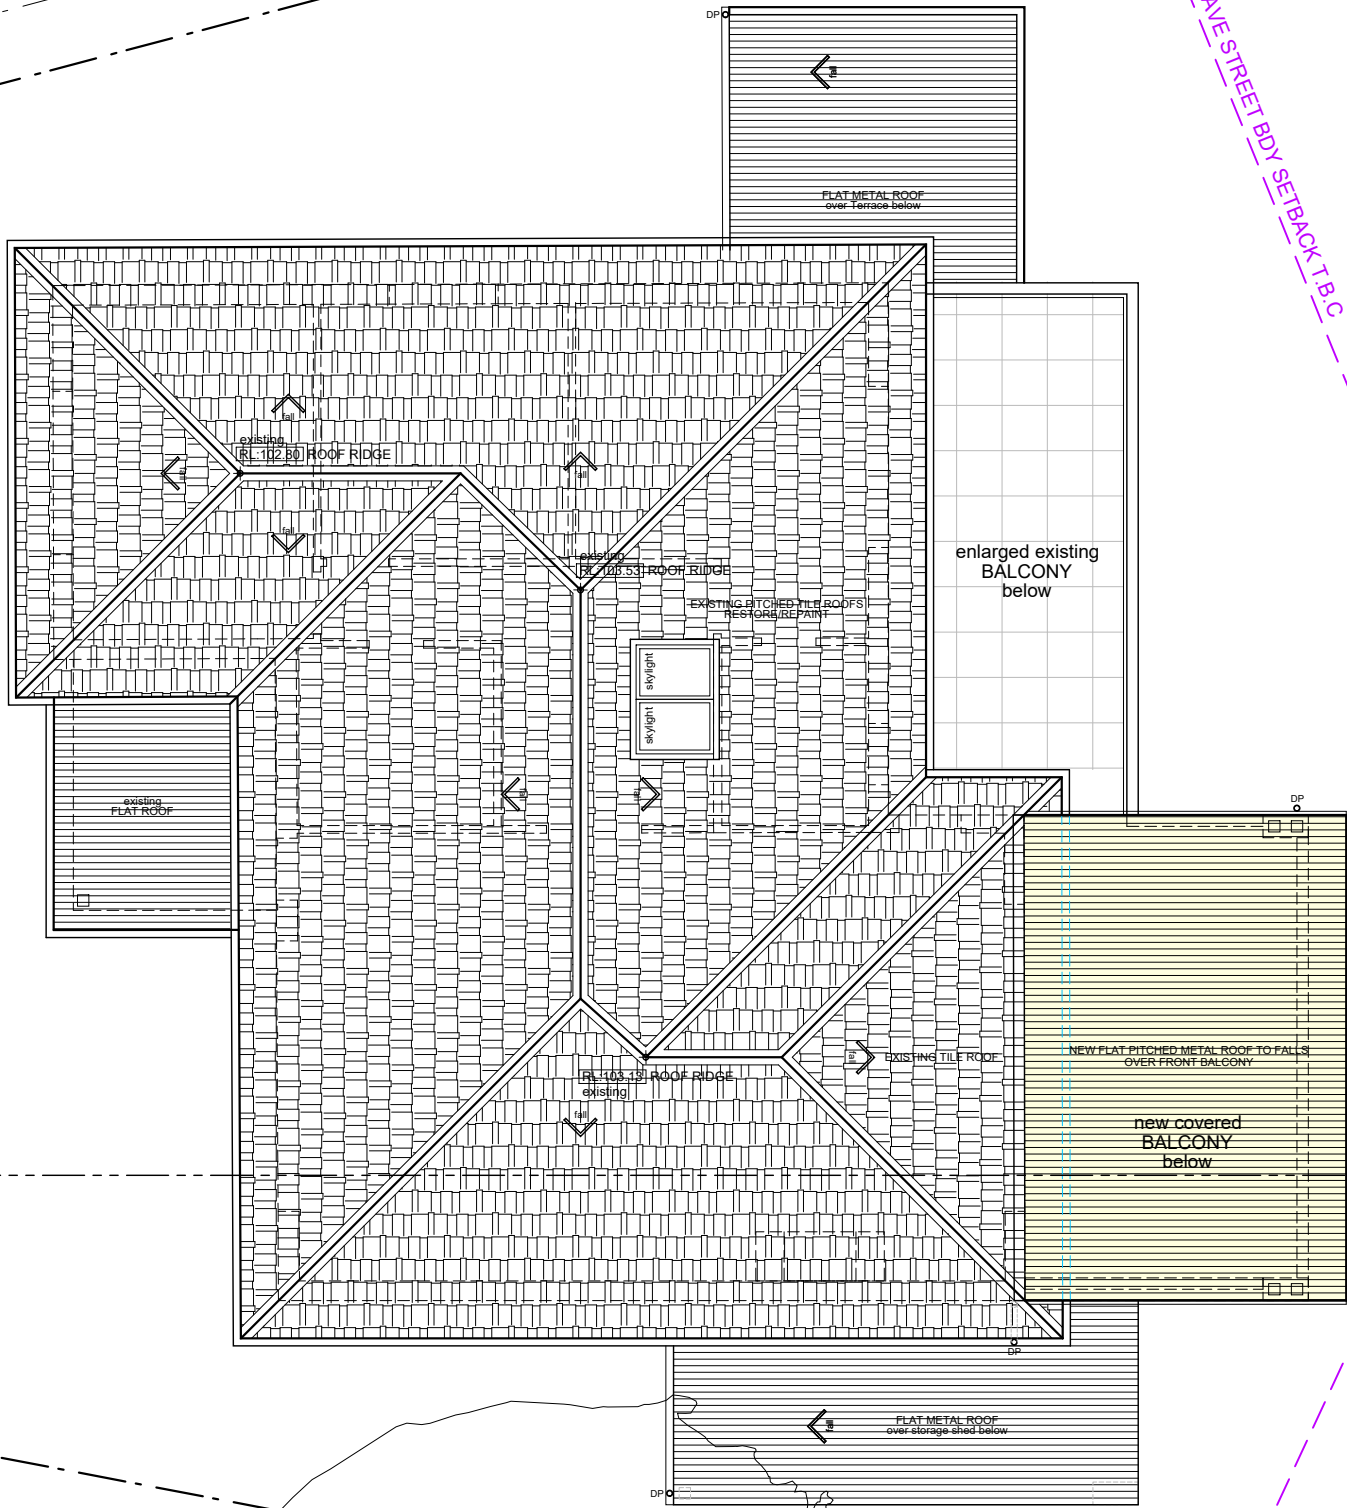 DP
fall
AVE STREET BDY SETBACK T.B.C
FLAT METAL ROOF
over Terrace below
fall
existing
RL:102.80 ROOF RIDGE
fall
fall
fall
existing
RL:103.53 ROOF RIDGE
enlarged existing
BALCONY
below
EXISTING PITCHED TILE ROOFS
RESTORE/REPAINT
skylight
skylight
fall
fall
existing
FLAT ROOF
DP
fall
EXISTING TILE ROOF
NEW FLAT PITCHED METAL ROOF TO FALLS
OVER FRONT BALCONY
RL:103.13 ROOF RIDGE
existing
fall
new covered
BALCONY
below
DP
fall
FLAT METAL ROOF
over storage shed below
DP